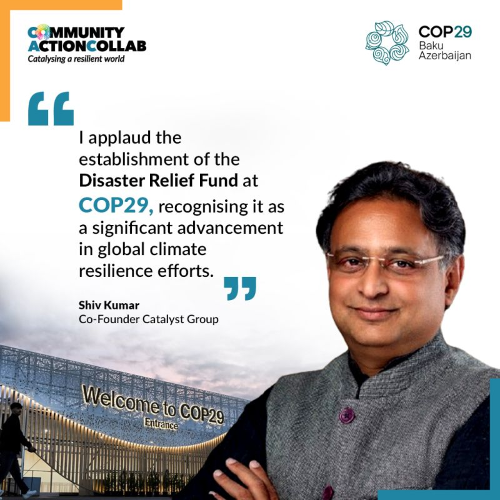 COMMUNITY
ACTIONCOLLAB
Catalysing a resilient world
COP29
Baku
Azerbaijan
“
I applaud the
establishment of the
Disaster Relief Fund at
COP29, recognising it as
a significant advancement
in global climate
resilience efforts.
”
Shiv Kumar
Co-Founder Catalyst Group
Welcome to COP29
Entrance